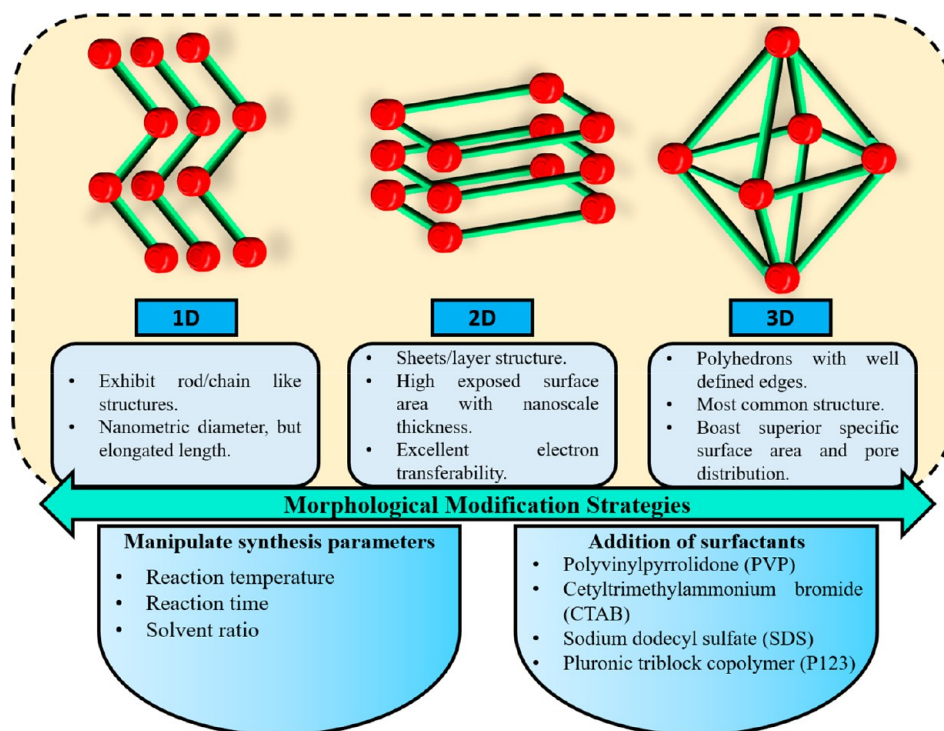 1D
2D
3D
• Exhibit rod/chain like
structures.
• Nanometric diameter, but
elongated length.
• Sheets/layer structure.
• High exposed surface
area with nanoscale
thickness.
• Excellent electron
transferability.
• Polyhedrons with well
defined edges.
• Most common structure.
• Boast superior specific
surface area and pore
distribution.
Morphological Modification Strategies
Manipulate synthesis parameters
• Reaction temperature
• Reaction time
• Solvent ratio
Addition of surfactants
• Polyvinylpyrrolidone (PVP)
• Cetyltrimethylammonium bromide
(CTAB)
• Sodium dodecyl sulfate (SDS)
• Pluronic triblock copolymer (P123)